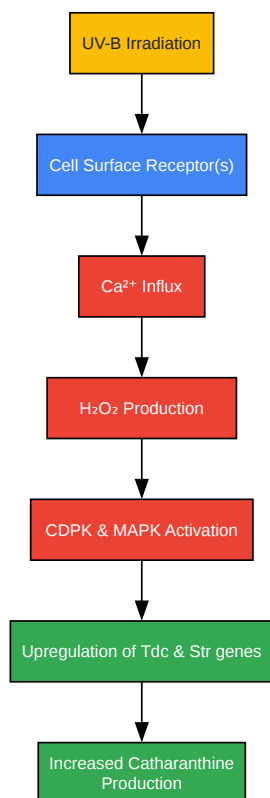 UV-B Irradiation
Cell Surface Receptor(s)
Ca²⁺ Influx
H₂O₂ Production
CDPK & MAPK Activation
Upregulation of Tdc & Str genes
Increased Catharanthine
Production